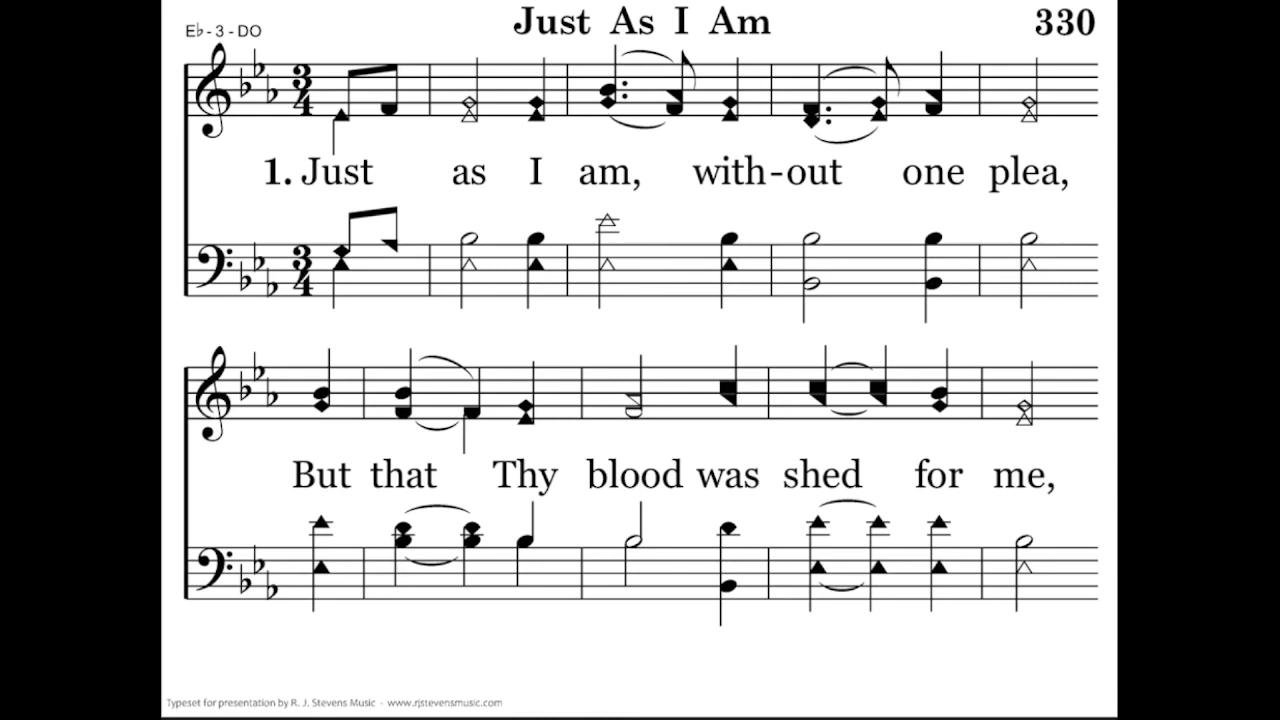 Just As I Am
330
E♭ - 3 - DO
3
4
1. Just as I am, with-out one plea,
3
4
But that Thy blood was shed for me,
Typeset for presentation by R. J. Stevens Music - www.rjstevensmusic.com